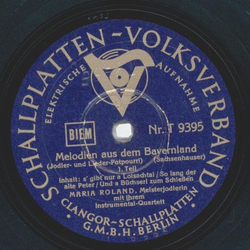 SCHALLPLATTEN-VOLKSVERBAND
ELEKTRISCHE AUFNAHME
BIEM
Nr. T 9395
Melodien aus dem Bayernland
(Jodler- und Lieder-Potpourri) (Sachsenhauser)
1. Teil
Inhalt: s' gibt nur a Loisachtal / So lang der
alte Peter / Und a Büchserl zum Schießen
MARIA ROLAND, Meisterjodlerin
mit ihrem
Instrumental-Quartett
CLANGOR-SCHALLPLATTEN
G.M.B.H. BERLIN